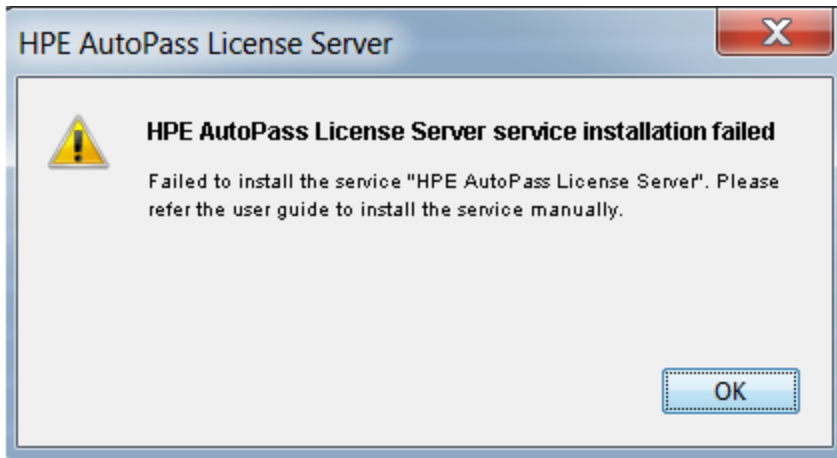 HPE AutoPass License Server
HPE AutoPass License Server service installation failed
Failed to install the service "HPE AutoPass License Server". Please
refer the user guide to install the service manually.
OK